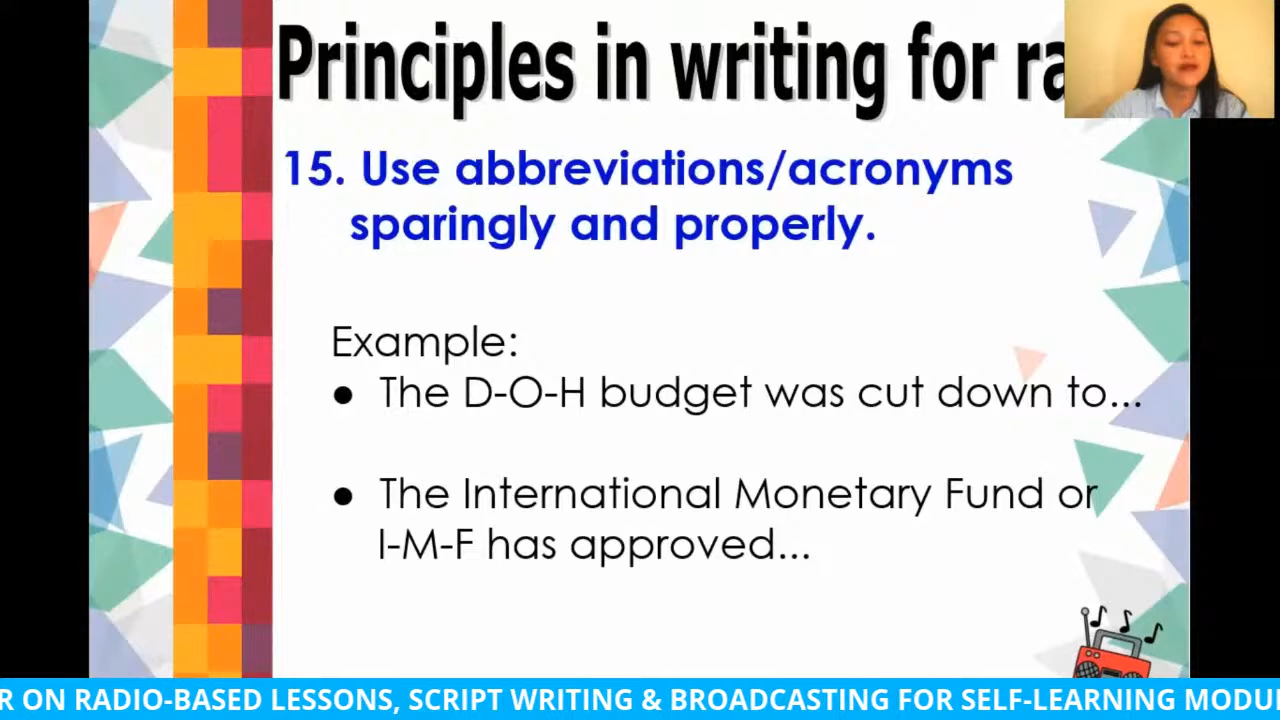 Principles in writing for ra
15. Use abbreviations/acronyms
sparingly and properly.
Example:
● The D-O-H budget was cut down to...
● The International Monetary Fund or
I-M-F has approved...
R ON RADIO-BASED LESSONS, SCRIPT WRITING & BROADCASTING FOR SELF-LEARNING MODU